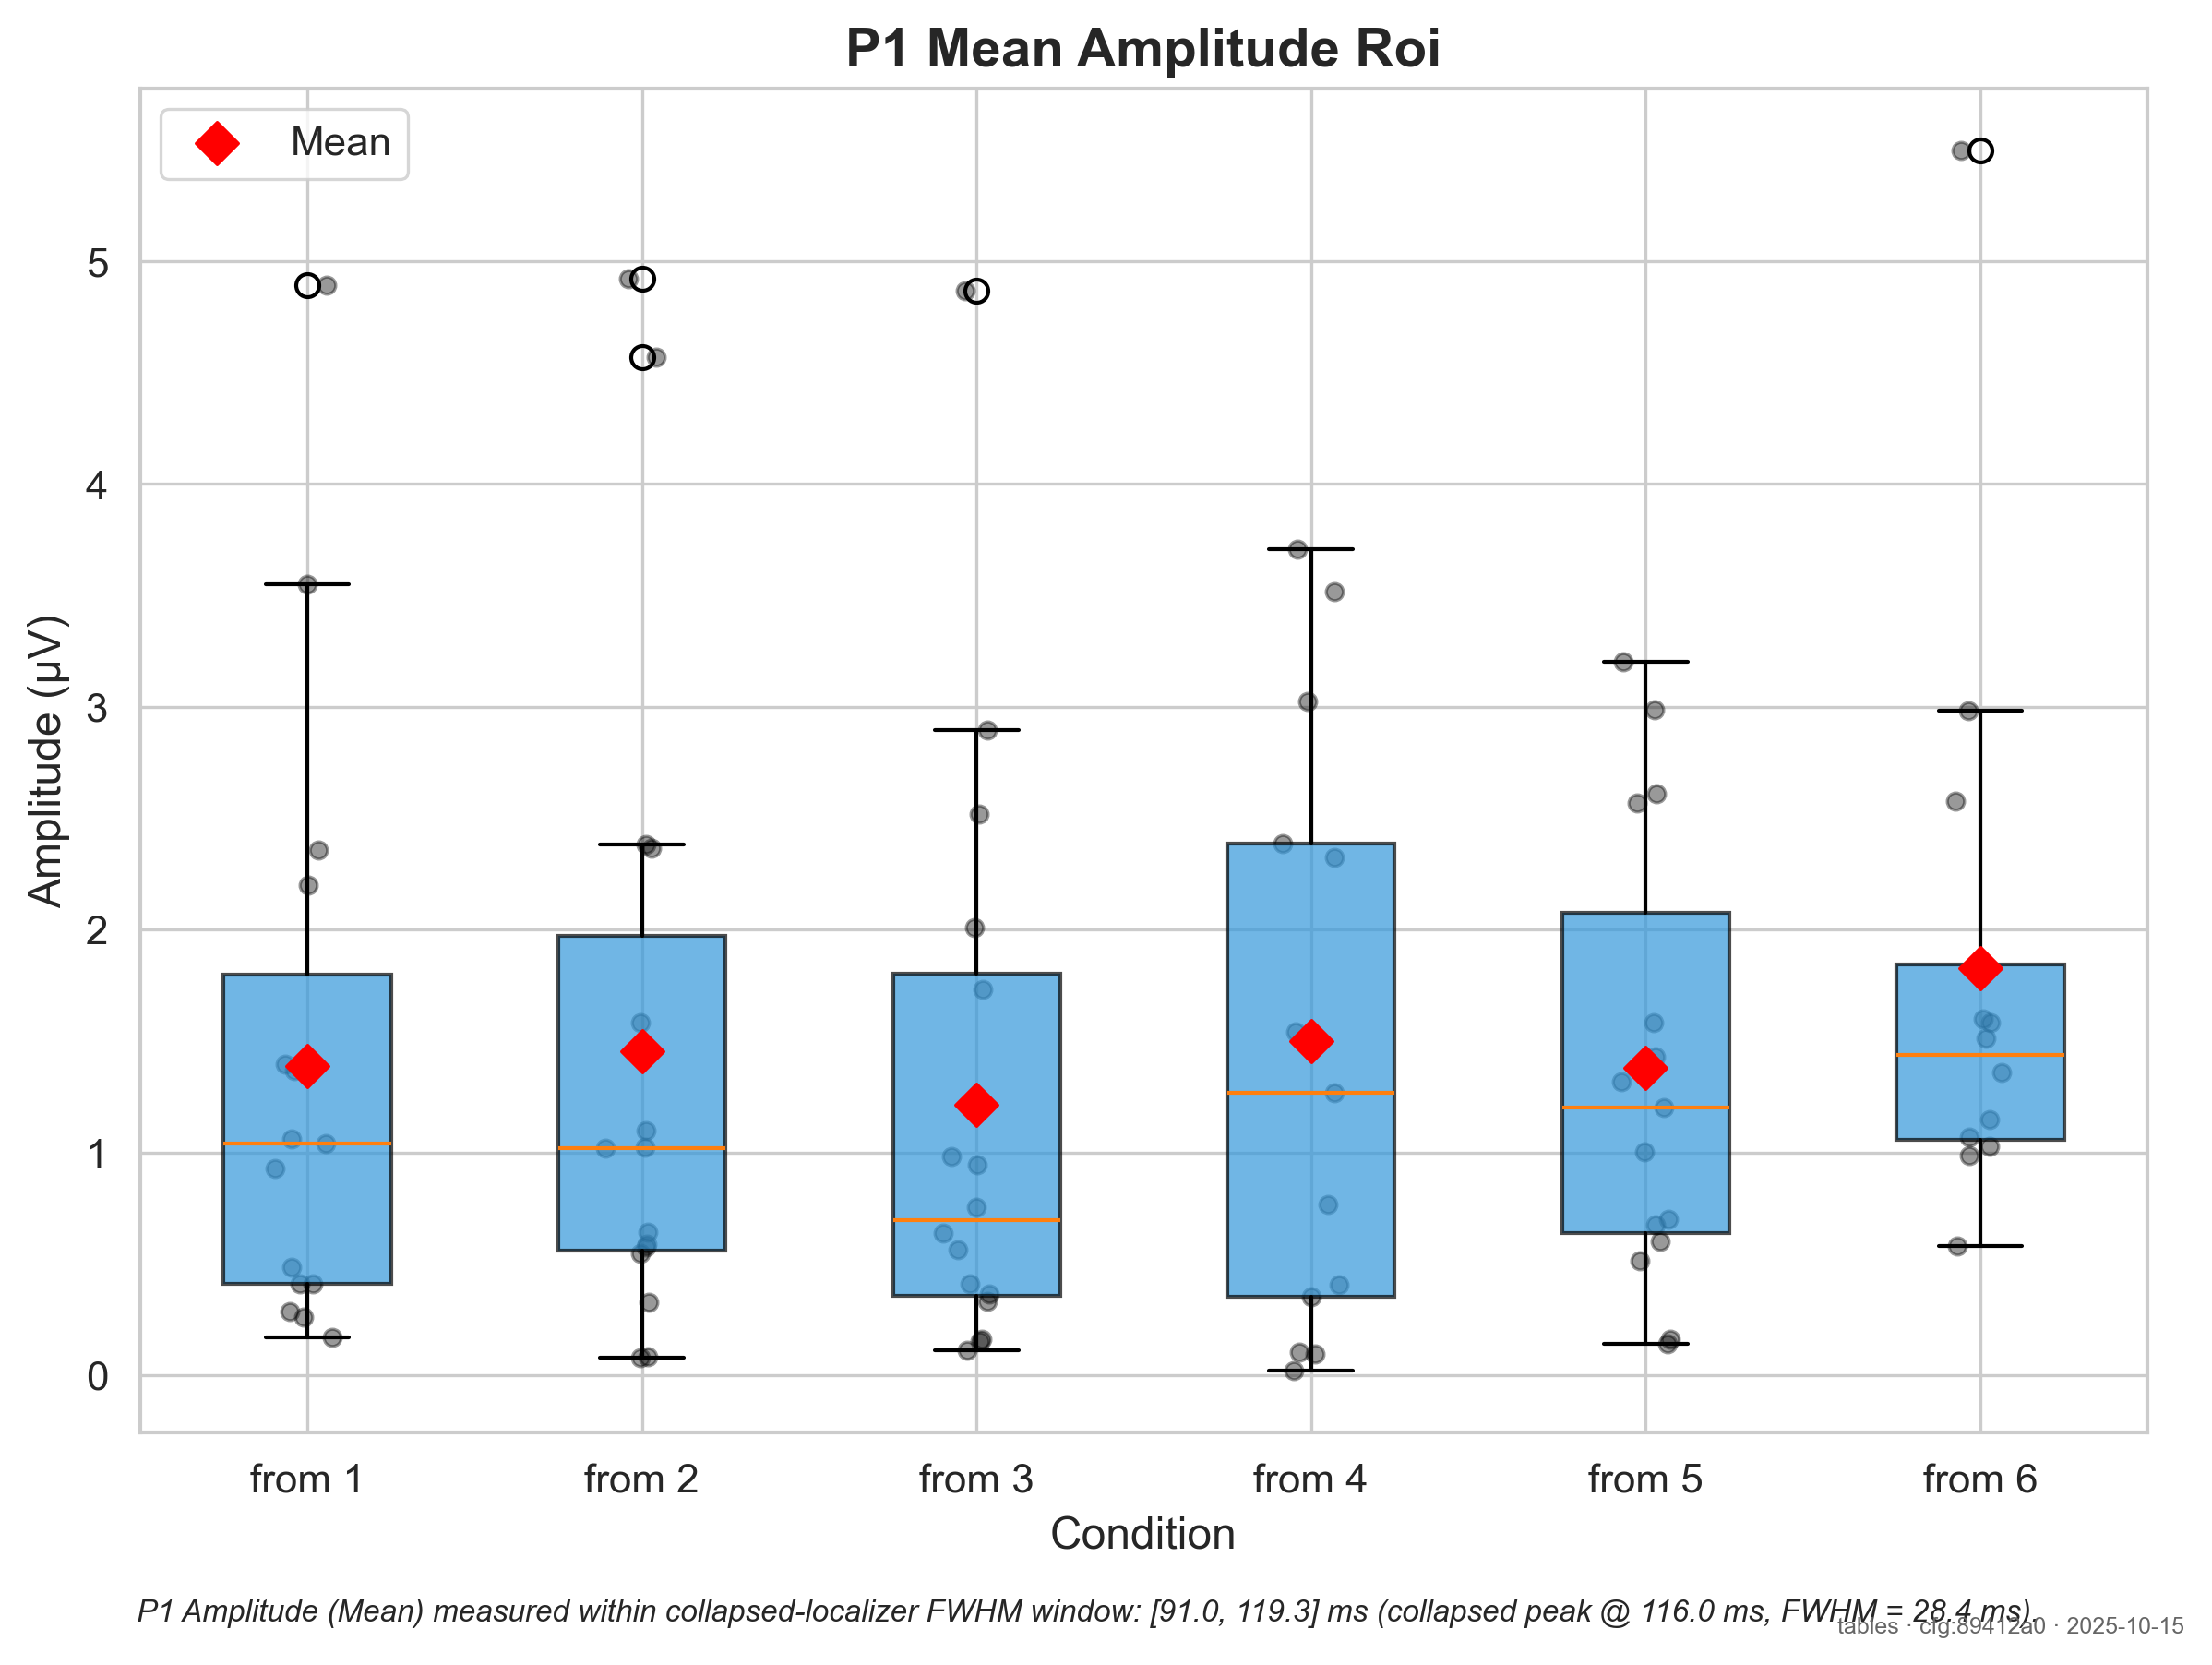 P1 Mean Amplitude Roi
Mean
Amplitude (μV)
5
4
3
2
1
0
from 1 from 2 from 3 from 4 from 5 from 6
Condition
P1 Amplitude (Mean) measured within collapsed-localizer FWHM window: [91.0, 119.3] ms (collapsed peak @ 116.0 ms, FWHM = 28.4 ms).
tables · cfg:89412a0 · 2025-10-15